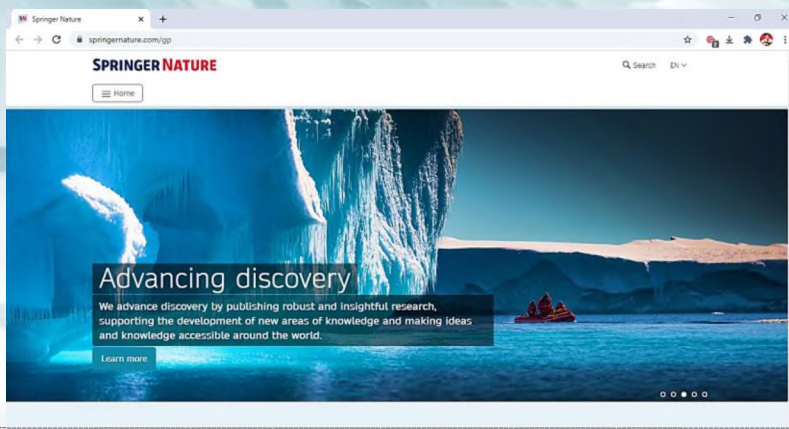 Springer Nature
springernature.com/gp
SPRINGER NATURE
Search EN
Home
Advancing discovery
We advance discovery by publishing robust and insightful research,
supporting the development of new areas of knowledge and making ideas
and knowledge accessible around the world.
Learn more